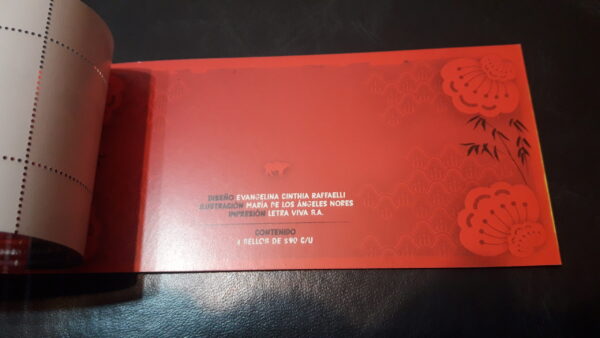 DISEÑO EVANGELINA CINTHIA RAFFAELLI
ILUSTRACIÓN MARÍA DE LOS ÁNGELES NORES
IMPRESIÓN LETRA VIVA S.A.
CONTENIDO
4 SELLOS DE $90 C/U